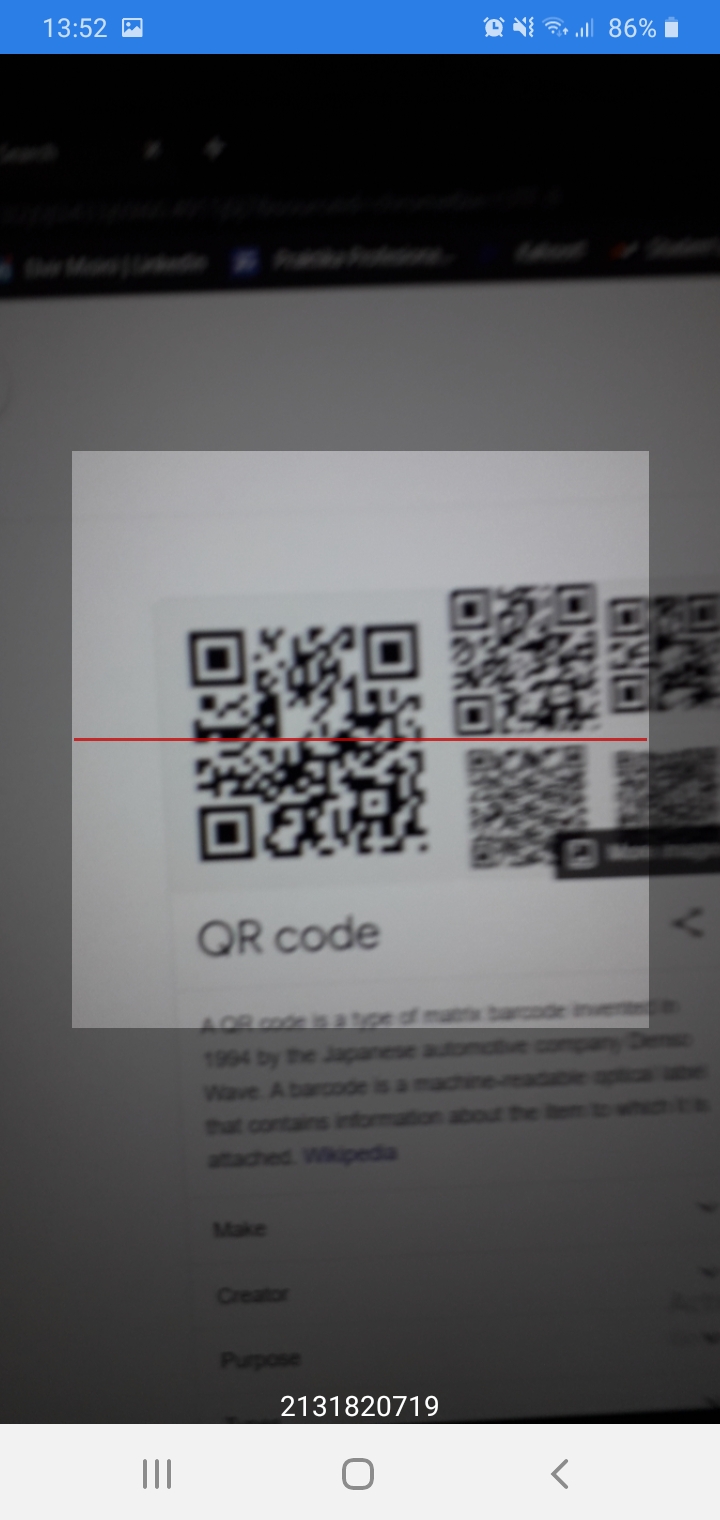 13:52
86%
Search
QR code
A QR code is a type of matrix barcode invented in
1994 by the Japanese automotive company Denso
Wave. A barcode is a machine-readable optical label
that contains information about the item to which it is
attached. Wikipedia
Make
Creator
Purpose
2131820719